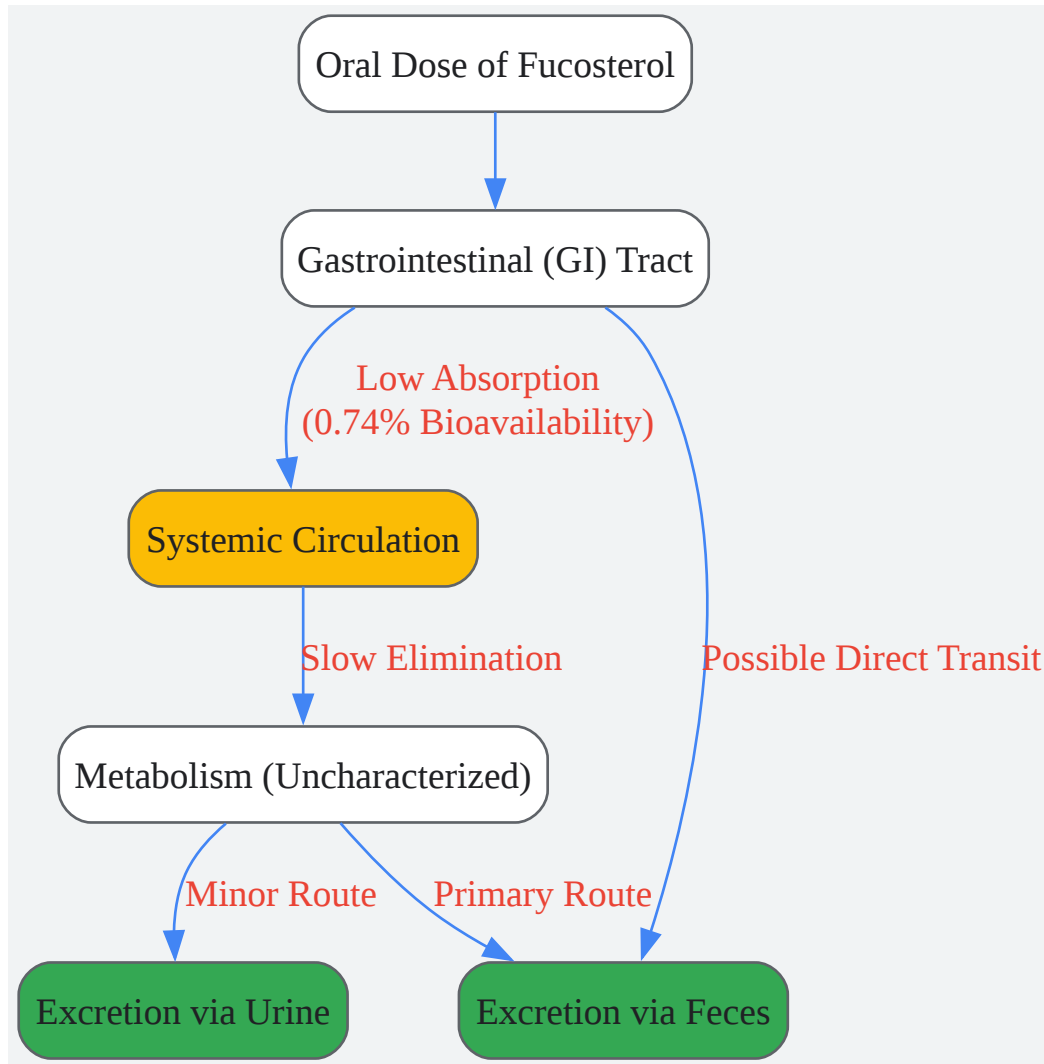 Oral Dose of Fucosterol
Gastrointestinal (GI) Tract
Low Absorption
(0.74% Bioavailability)
Systemic Circulation
Slow Elimination
Possible Direct Transit
Metabolism (Uncharacterized)
Minor Route
Primary Route
Excretion via Urine
Excretion via Feces